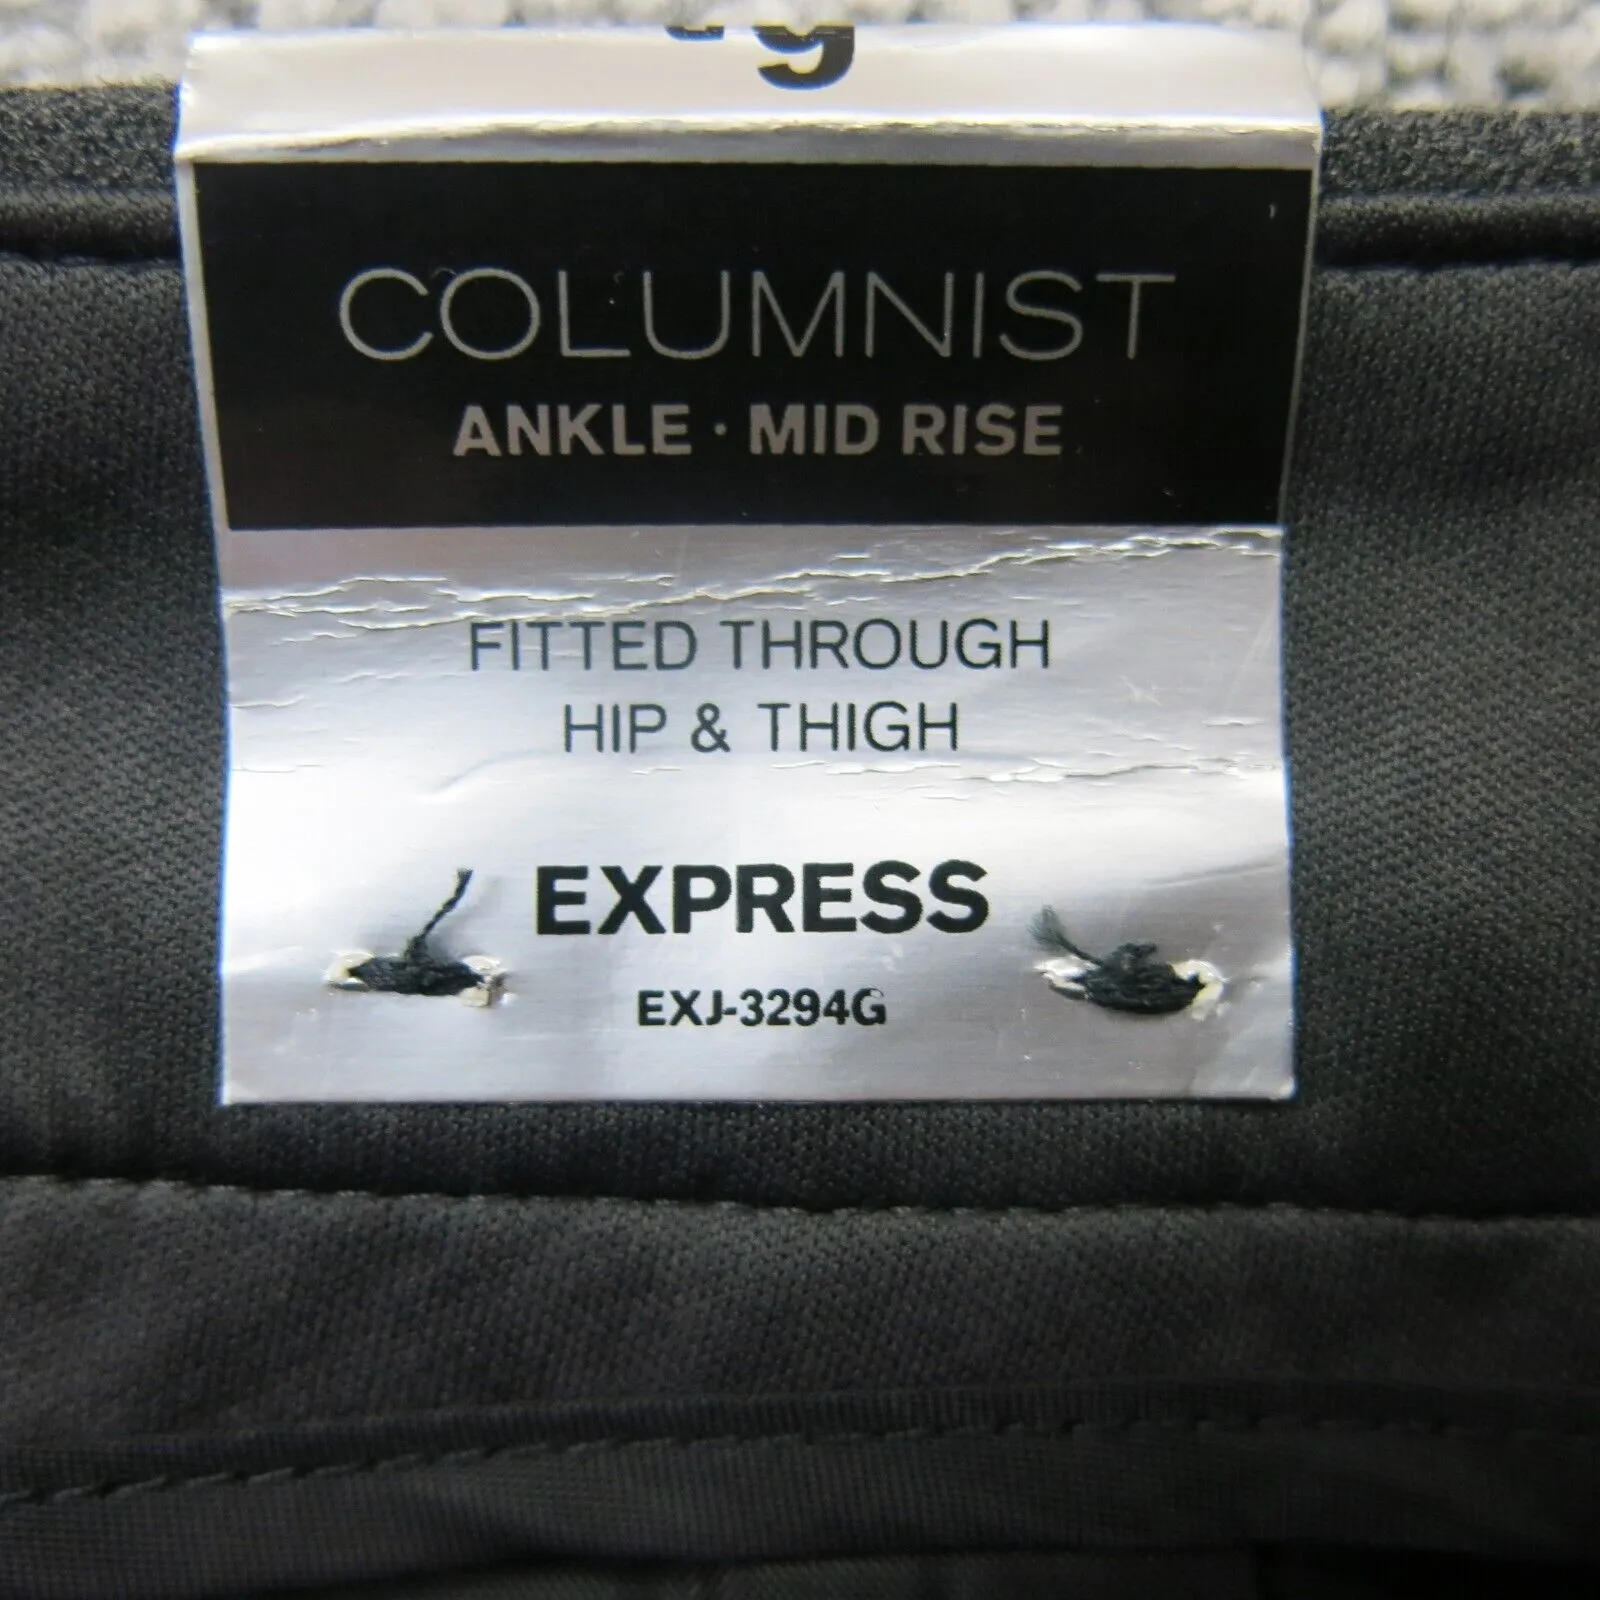 COLUMNIST
ANKLE · MID RISE
FITTED THROUGH
HIP & THIGH
EXPRESS
EXJ-3294G